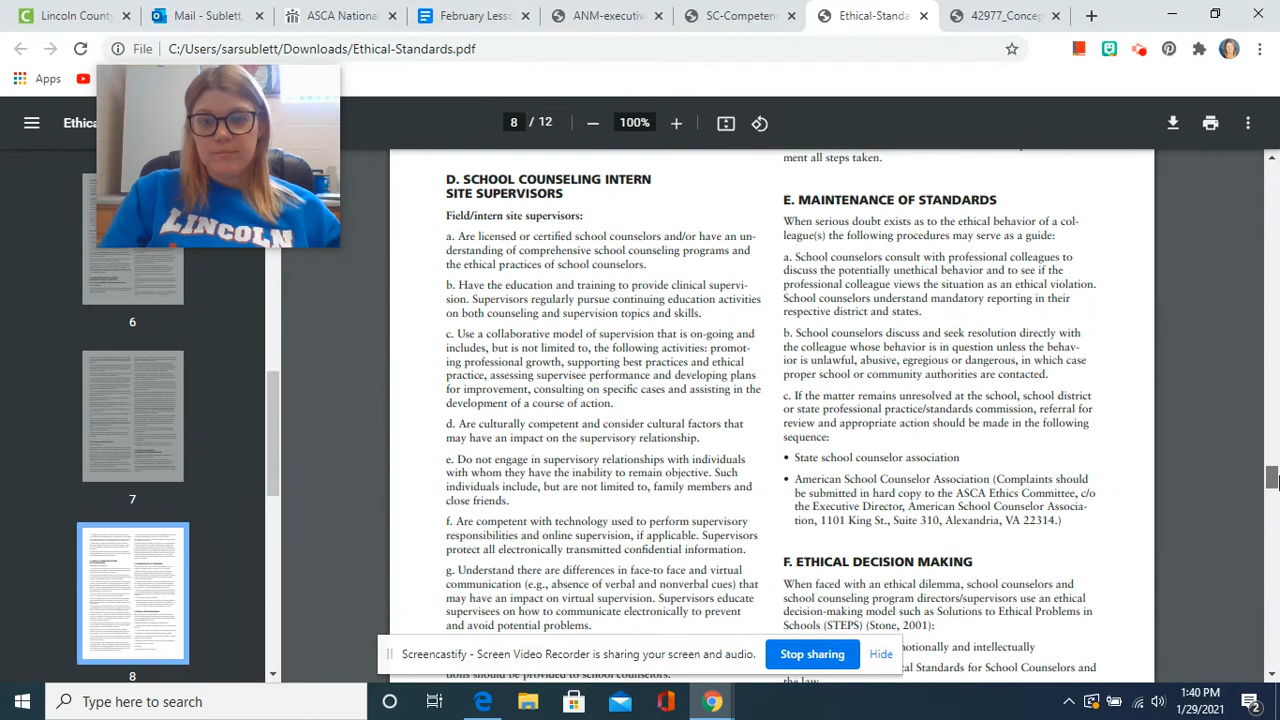 Lincoln County
Mail - Sublett,
ASCA National
February Less
ANM-executiv
SC-Competen
Ethical-Standa
42977_Concep
File
C:/Users/sarsublett/Downloads/Ethical-Standards.pdf
Apps
Ethic
8 / 12
100%
LINCOLN
6
7
8
D. SCHOOL COUNSELING INTERN
SITE SUPERVISORS
Field/intern site supervisors:
a. Are licensed or certified school counselors and/or have an un-
derstanding of comprehensive school counseling programs and
the ethical practices of school counselors.
b. Have the education and training to provide clinical supervi-
sion. Supervisors regularly pursue continuing education activities
on both counseling and supervision topics and skills.
c. Use a collaborative model of supervision that is on-going and
includes, but is not limited to, the following activities: promot-
ing professional growth, supporting best practices and ethical
practice, assessing supervisee performance and developing plans
for improvement, consulting on specific cases and assisting in the
development of a course of action.
d. Are culturally competent and consider cultural factors that
may have an impact on the supervisory relationship.
e. Do not engage in supervisory relationships with individuals
with whom they have the inability to remain objective. Such
individuals include, but are not limited to, family members and
close friends.
f. Are competent with technology used to perform supervisory
responsibilities and online supervision, if applicable. Supervisors
protect all electronically transmitted confidential information.
g. Understand there are differences in face-to face and virtual
communication (e.g., absence of verbal and nonverbal cues) that
may have an impact on virtual supervision. Supervisors educate
supervisees on how to communicate electronically to prevent
and avoid potential problems.
tions should be provided to school counselors.
ment all steps taken.
E. MAINTENANCE OF STANDARDS
When serious doubt exists as to the ethical behavior of a col-
league(s) the following procedures may serve as a guide:
a. School counselors consult with professional colleagues to
discuss the potentially unethical behavior and to see if the
professional colleague views the situation as an ethical violation.
School counselors understand mandatory reporting in their
respective district and states.
b. School counselors discuss and seek resolution directly with
the colleague whose behavior is in question unless the behav-
ior is unlawful, abusive, egregious or dangerous, in which case
proper school or community authorities are contacted.
c. If the matter remains unresolved at the school, school district
or state professional practice/standards commission, referral for
review and appropriate action should be made in the following
sequence:
• State school counselor association
• American School Counselor Association (Complaints should
be submitted in hard copy to the ASCA Ethics Committee, c/o
the Executive Director, American School Counselor Associa-
tion, 1101 King St., Suite 310, Alexandria, VA 22314.)
F. ETHICAL DECISION MAKING
When faced with an ethical dilemma, school counselors and
school counseling program directors/supervisors use an ethical
decision-making model such as Solutions to Ethical Problems in
Schools (STEPS) (Stone, 2001):
notionally and intellectually
al Standards for School Counselors and
the law
Screencastify - Screen Video Recorder is sharing your screen and audio.
Stop sharing
Hide
Type here to search
1:40 PM
1/29/2021
2